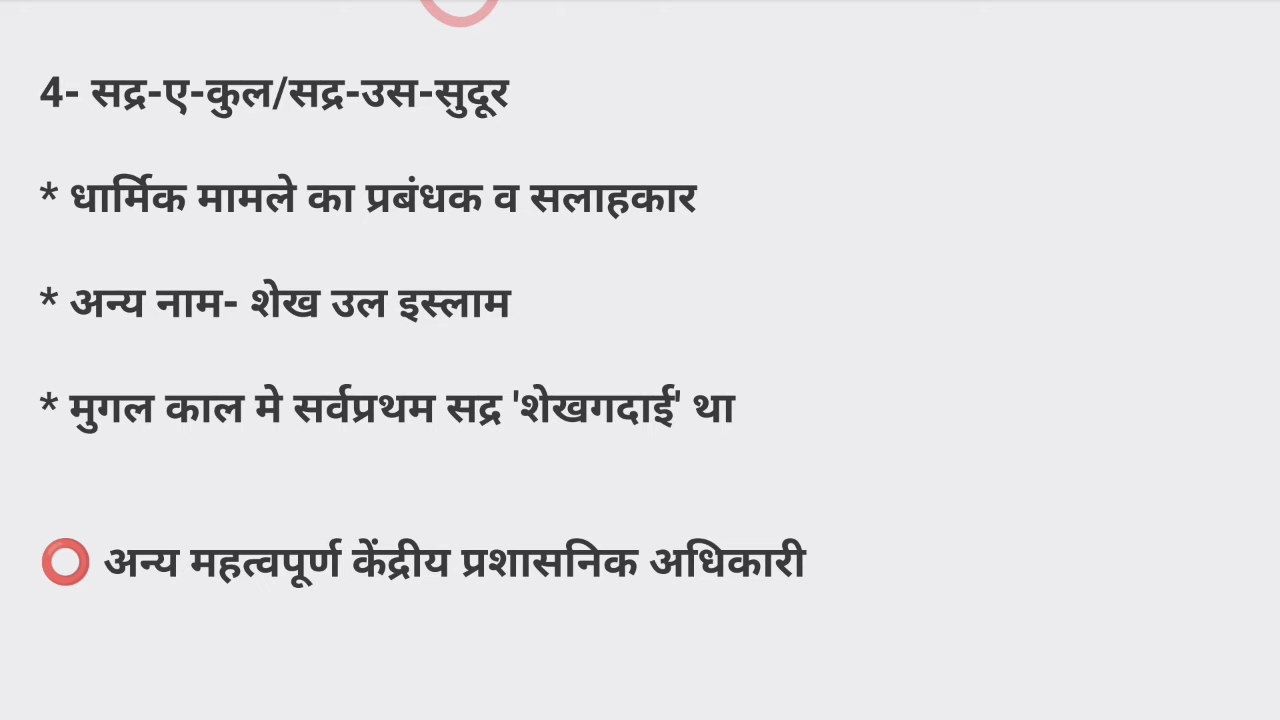 4- सद्र-ए-कुल/सद्र-उस-सुदूर
* धार्मिक मामले का प्रबंधक व सलाहकार
* अन्य नाम- शेख उल इस्लाम
* मुगल काल मे सर्वप्रथम सद्र 'शेखगदाई' था
⭕ अन्य महत्वपूर्ण केंद्रीय प्रशासनिक अधिकारी